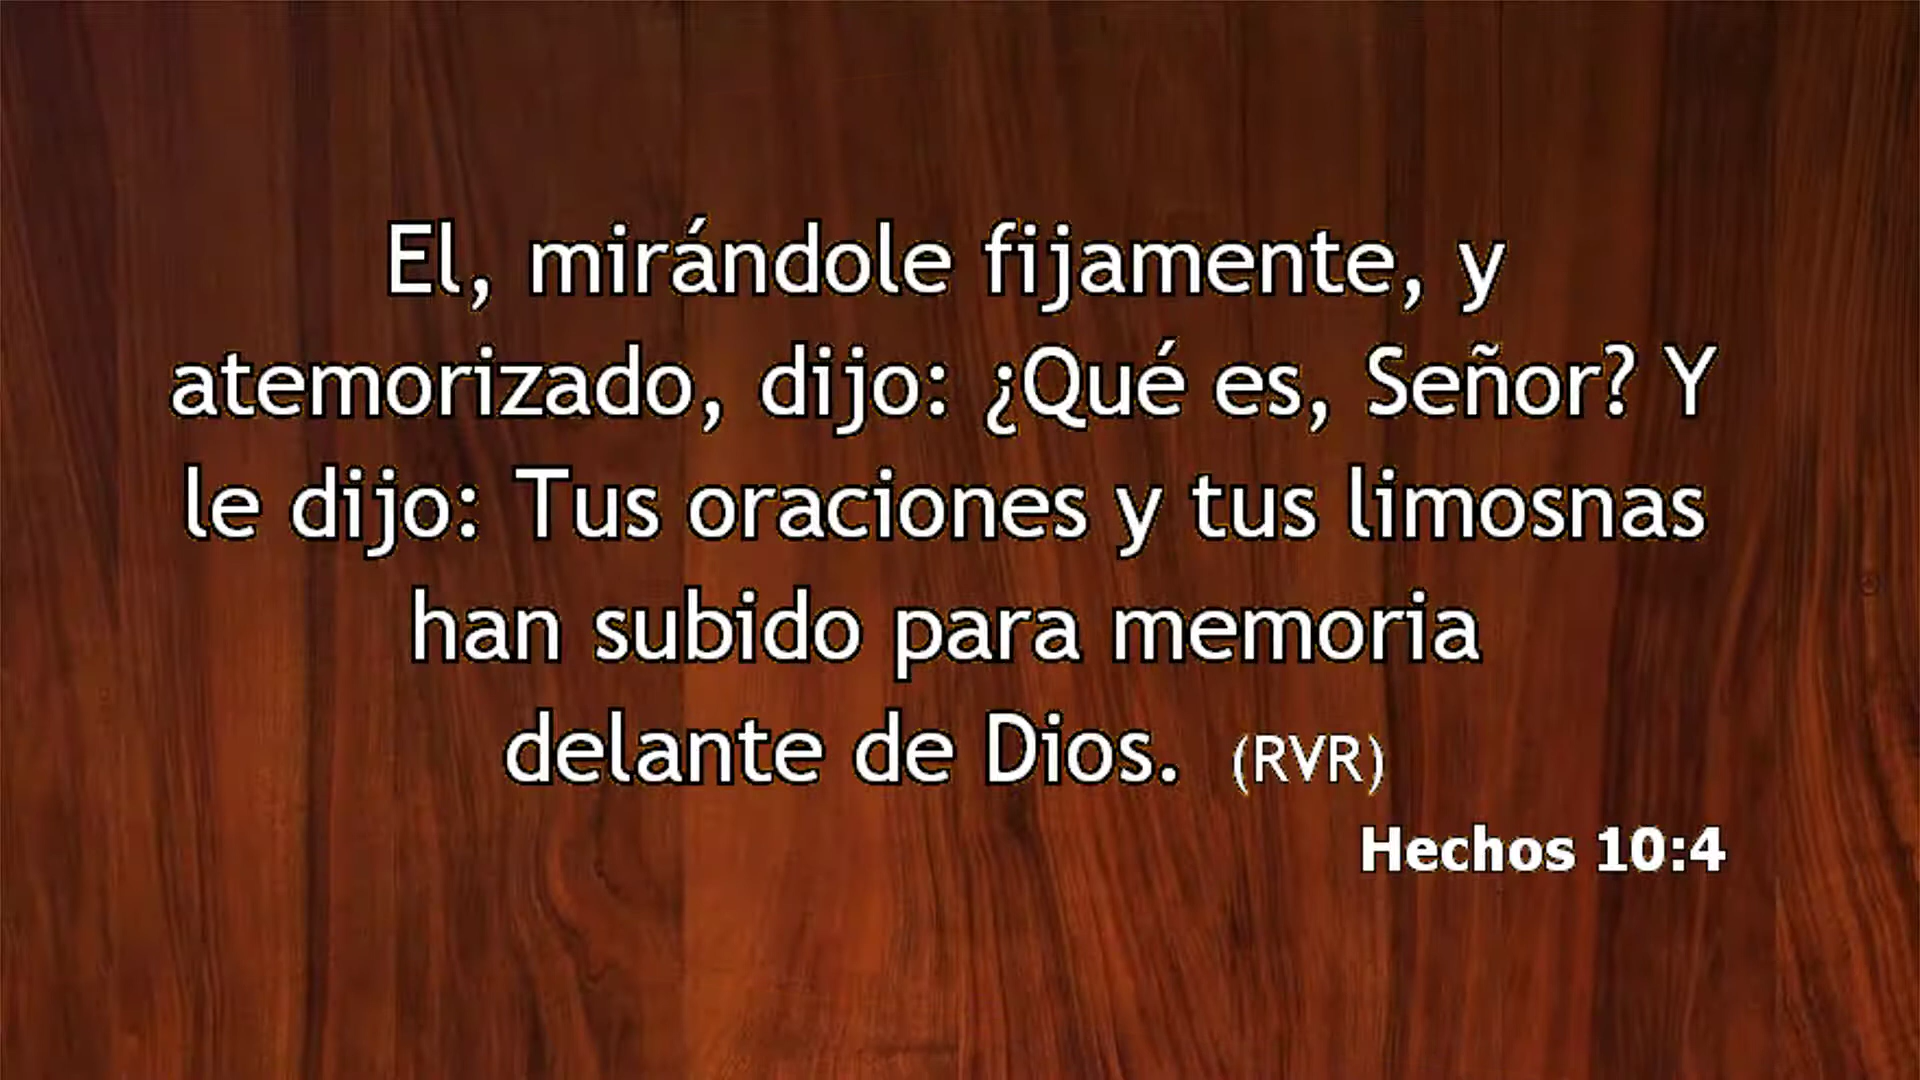 El, mirándole fijamente, y
atemorizado, dijo: ¿Qué es, Señor? Y
le dijo: Tus oraciones y tus limosnas
han subido para memoria
delante de Dios. (RVR)
Hechos 10:4